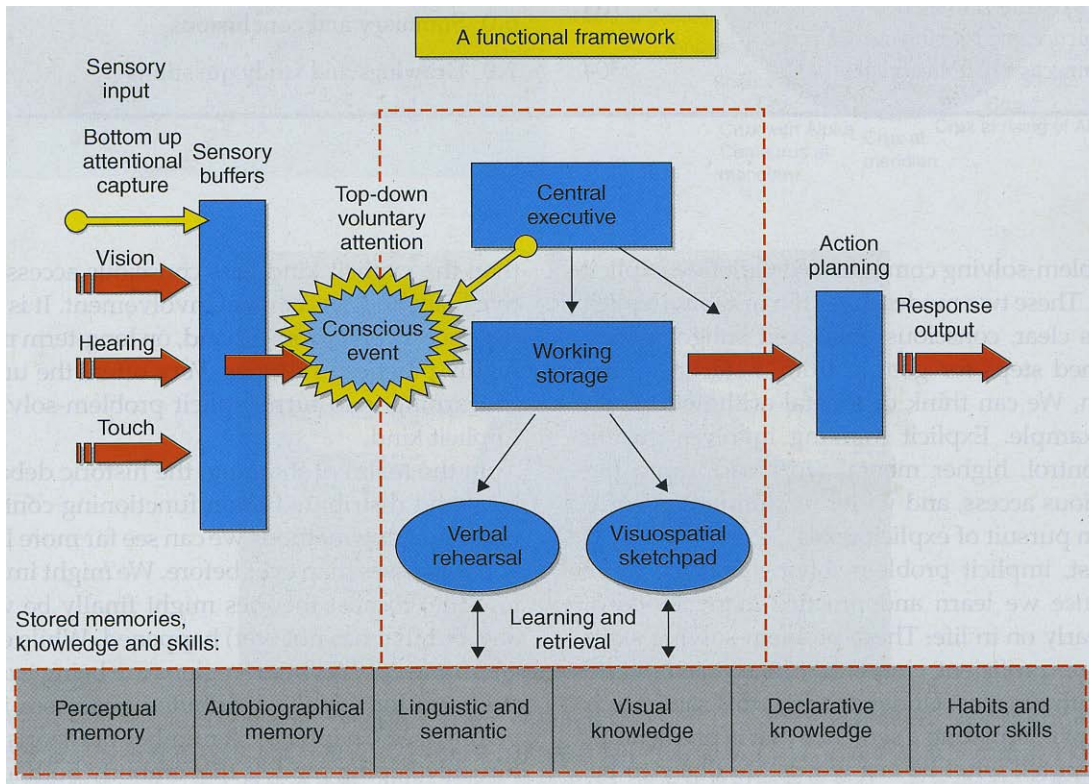 A functional framework
Sensory
input
Bottom up
attentional
capture
Sensory
buffers
Top-down
voluntary
attention
Central
executive
Action
planning
Vision
Response
output
Hearing
Conscious
event
Working
storage
Touch
Verbal
rehearsal
Visuospatial
sketchpad
Stored memories,
knowledge and skills:
Learning and
retrieval
Perceptual
memory
Autobiographical
memory
Linguistic and
semantic
Visual
knowledge
Declarative
knowledge
Habits and
motor skills